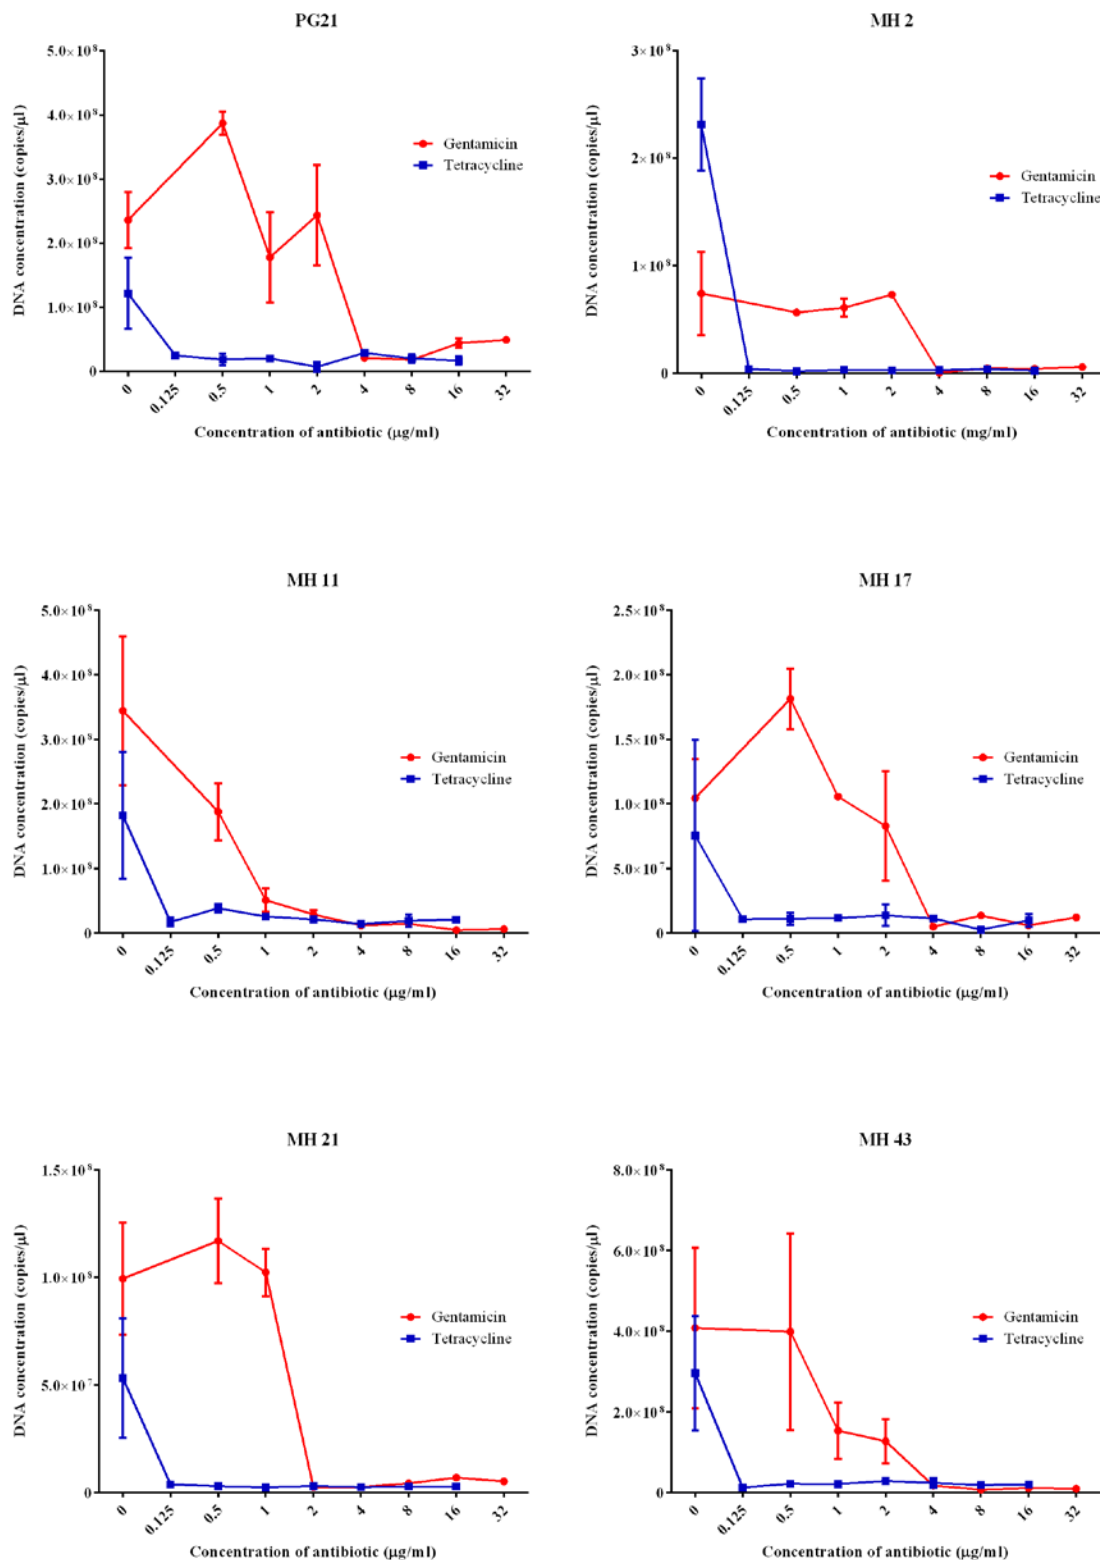 PG21
5.0×10⁸
4.0×10⁸
3.0×10⁸
2.0×10⁸
1.0×10⁸
0
DNA concentration (copies/µl)
Gentamicin
Tetracycline
0 0.125 0.5 1 2 4 8 16 32
Concentration of antibiotic (µg/ml)
MH 2
3×10⁸
2×10⁸
1×10⁸
0
DNA concentration (copies/µl)
Gentamicin
Tetracycline
0 0.125 0.5 1 2 4 8 16 32
Concentration of antibiotic (mg/ml)
MH 11
5.0×10⁸
4.0×10⁸
3.0×10⁸
2.0×10⁸
1.0×10⁸
0
DNA concentration (copies/µl)
Gentamicin
Tetracycline
0 0.125 0.5 1 2 4 8 16 32
Concentration of antibiotic (µg/ml)
MH 17
2.5×10⁸
2.0×10⁸
1.5×10⁸
1.0×10⁸
5.0×10⁷
0
DNA concentration (copies/µl)
Gentamicin
Tetracycline
0 0.125 0.5 1 2 4 8 16 32
Concentration of antibiotic (µg/ml)
MH 21
1.5×10⁸
1.0×10⁸
5.0×10⁷
0
DNA concentration (copies/µl)
Gentamicin
Tetracycline
0 0.125 0.5 1 2 4 8 16 32
Concentration of antibiotic (µg/ml)
MH 43
8.0×10⁸
6.0×10⁸
4.0×10⁸
2.0×10⁸
0
DNA concentration (copies/µl)
Gentamicin
Tetracycline
0 0.125 0.5 1 2 4 8 16 32
Concentration of antibiotic (µg/ml)